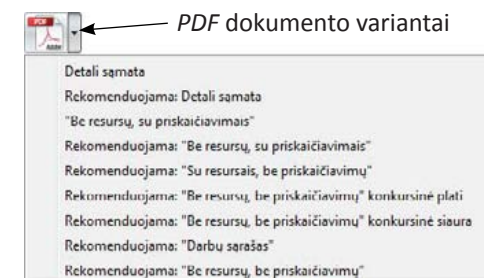 PDF dokumento variantai
PDF
Adobe
Detali sąmata
Rekomenduojama: Detali sąmata
"Be resursų, su priskaičiavimais"
Rekomenduojama: "Be resursų, su priskaičiavimais"
Rekomenduojama: "Su resursais, be priskaičiavimų"
Rekomenduojama: "Be resursų, be priskaičiavimų" konkursinė plati
Rekomenduojama: "Be resursų, be priskaičiavimų" konkursinė siaura
Rekomenduojama: "Darbų sąrašas"
Rekomenduojama: "Be resursų, be priskaičiavimų"